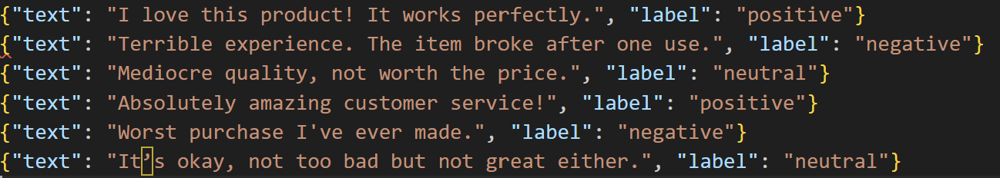 {"text": "I love this product! It works perfectly.", "label": "positive"}
{"text": "Terrible experience. The item broke after one use.", "label": "negative"}
{"text": "Mediocre quality, not worth the price.", "label": "neutral"}
{"text": "Absolutely amazing customer service!", "label": "positive"}
{"text": "Worst purchase I've ever made.", "label": "negative"}
{"text": "It’s okay, not too bad but not great either.", "label": "neutral"}